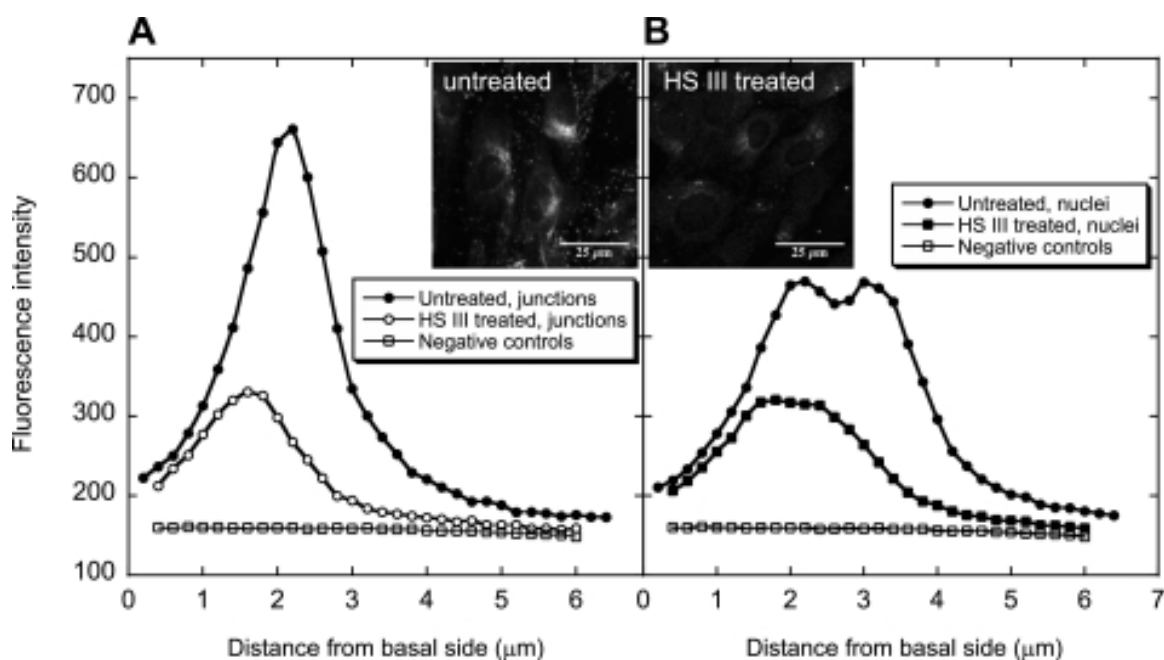 A
B
untreated
HS III treated
25 µm
25 µm
Untreated, junctions
HS III treated, junctions
Negative controls
Untreated, nuclei
HS III treated, nuclei
Negative controls
Fluorescence intensity
700
600
500
400
300
200
100
0 1 2 3 4 5 6 0 1 2 3 4 5 6 7
Distance from basal side (μm)
Distance from basal side (μm)